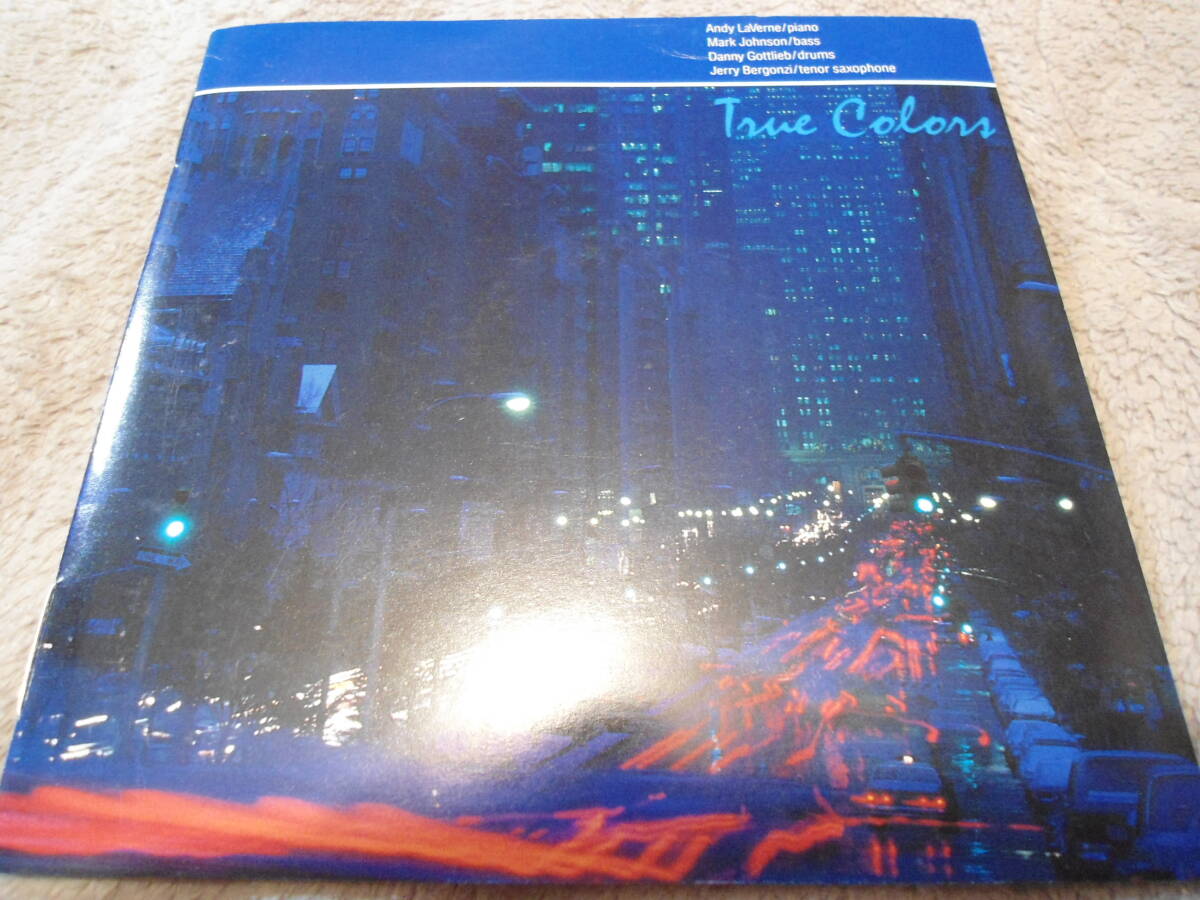 Andy LaVerne/piano
Mark Johnson/bass
Danny Gottlieb/drums
Jerry Bergonzi/tenor saxophone
True Colors